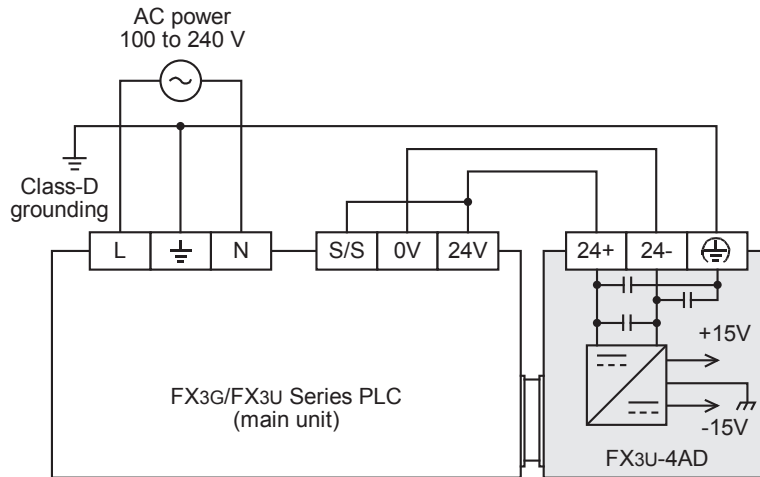 AC power
100 to 240 V
Class-D
grounding
L
N
S/S
0V
24V
24+
24-
+15V
-15V
FX3G/FX3U Series PLC
(main unit)
FX3U-4AD